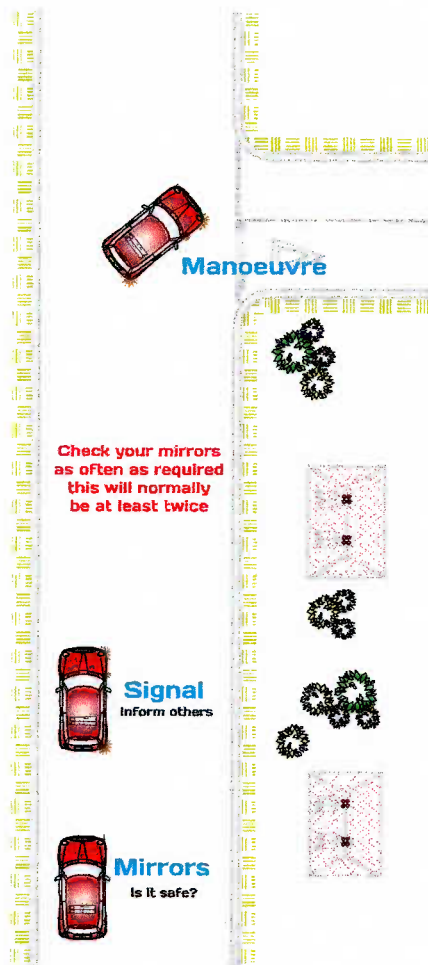 Manoeuvre
Check your mirrors
as often as required
this will normally
be at least twice
Signal
Inform others
Mirrors
Is it safe?